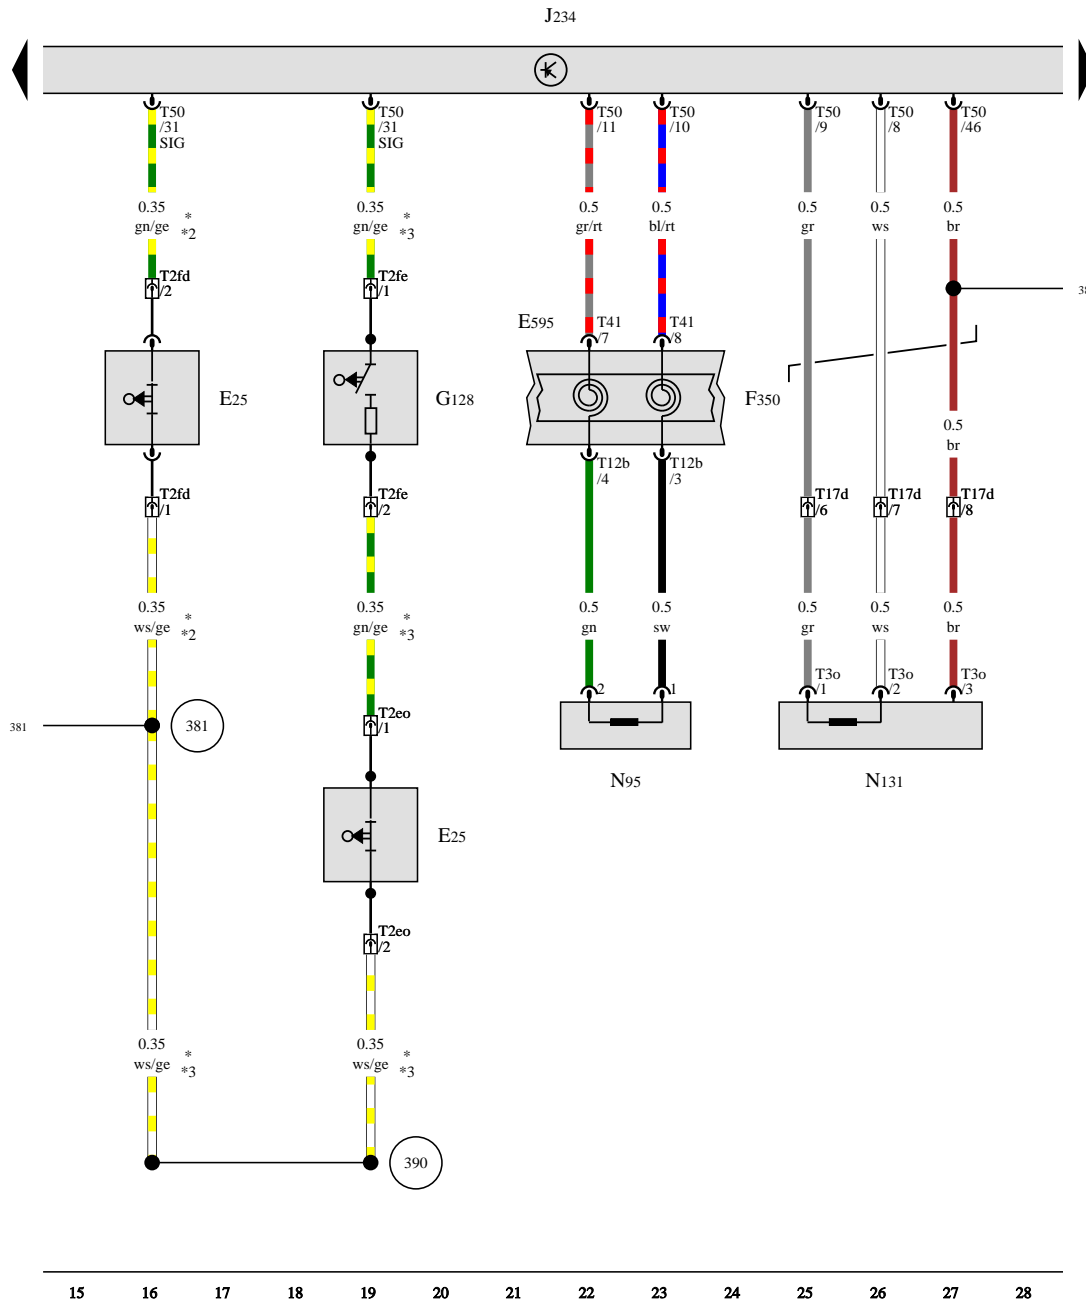 J234
T50
/31
SIG
T50
/31
SIG
T50
/11
T50
/10
T50
/9
T50
/8
T50
/46
0.35
gn/ge
*
*2
0.35
gn/ge
*
*3
0.5
gr/rt
0.5
bl/rt
0.5
gr
0.5
ws
0.5
br
T2fd
/2
T2fe
/1
38
E595
T41
/7
T41
/8
E25
G128
F350
0.5
br
T12b
/4
T12b
/3
T2fd
/1
T2fe
/2
T17d
/6
T17d
/7
T17d
/8
0.35
ws/ge
*
*2
0.35
gn/ge
*
*3
0.5
gn
0.5
sw
0.5
gr
0.5
ws
0.5
br
2
1
T3o
/1
T3o
/2
T3o
/3
381
381
T2eo
/1
N95
N131
E25
T2eo
/2
0.35
ws/ge
*
*3
0.35
ws/ge
*
*3
390
15 16 17 18 19 20 21 22 23 24 25 26 27 28